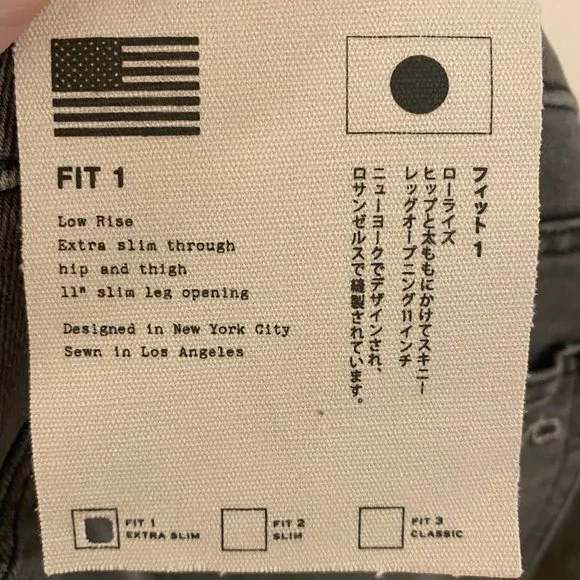 FIT 1
Low Rise
Extra slim through
hip and thigh
11" slim leg opening
Designed in New York City
Sewn in Los Angeles
フィット 1
ローライズ
ヒップと太ももにかけてスキニー
レッグオープニング11インチ
ニューヨークでデザインされ、
ロサンゼルスで縫製されています。
FIT 1
EXTRA SLIM
FIT 2
SLIM
FIT 3
CLASSIC